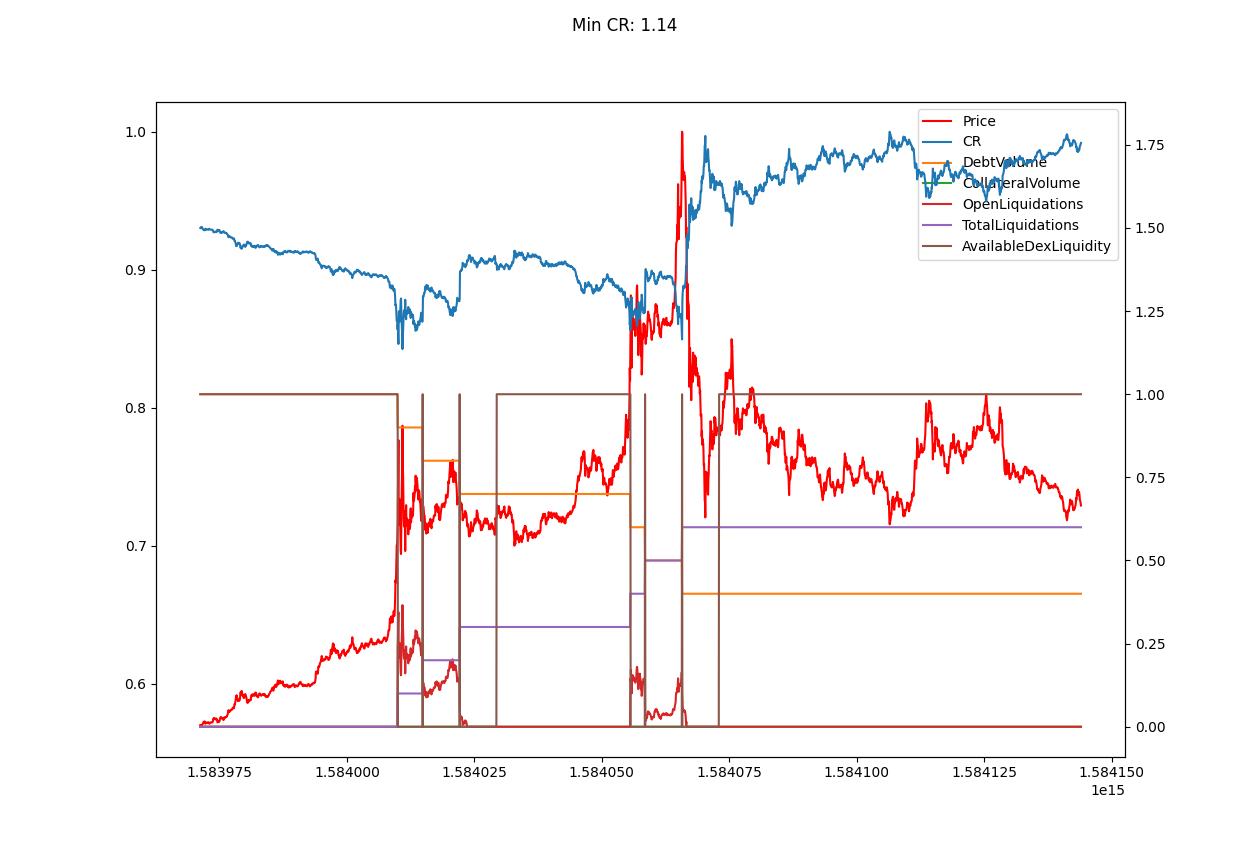 Min CR: 1.14
1.0
0.9
0.8
0.7
0.6
1.75
1.50
1.25
1.00
0.75
0.50
0.25
0.00
Price
CR
DebtVolume
CollateralVolume
OpenLiquidations
TotalLiquidations
AvailableDexLiquidity
1.583975 1.584000 1.584025 1.584050 1.584075 1.584100 1.584125 1.584150
1e15